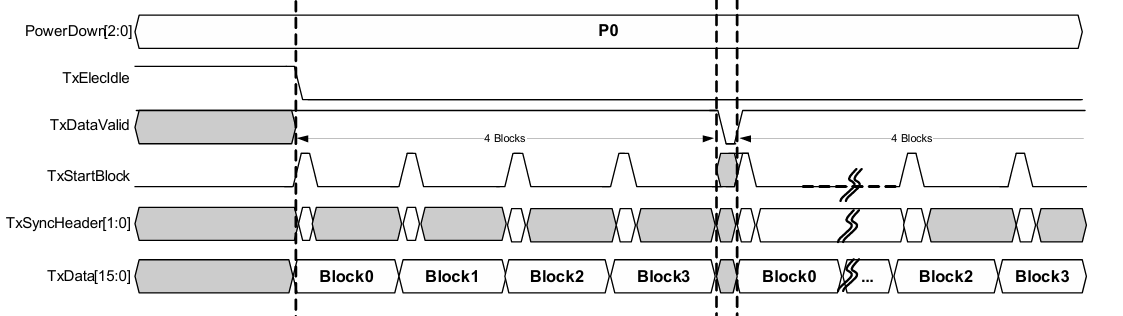 PowerDown[2:0] P0
TxElecIdle
TxDataValid
4 Blocks 4 Blocks
TxStartBlock
TxSyncHeader[1:0]
TxData[15:0] Block0 Block1 Block2 Block3 Block0 ... Block2 Block3